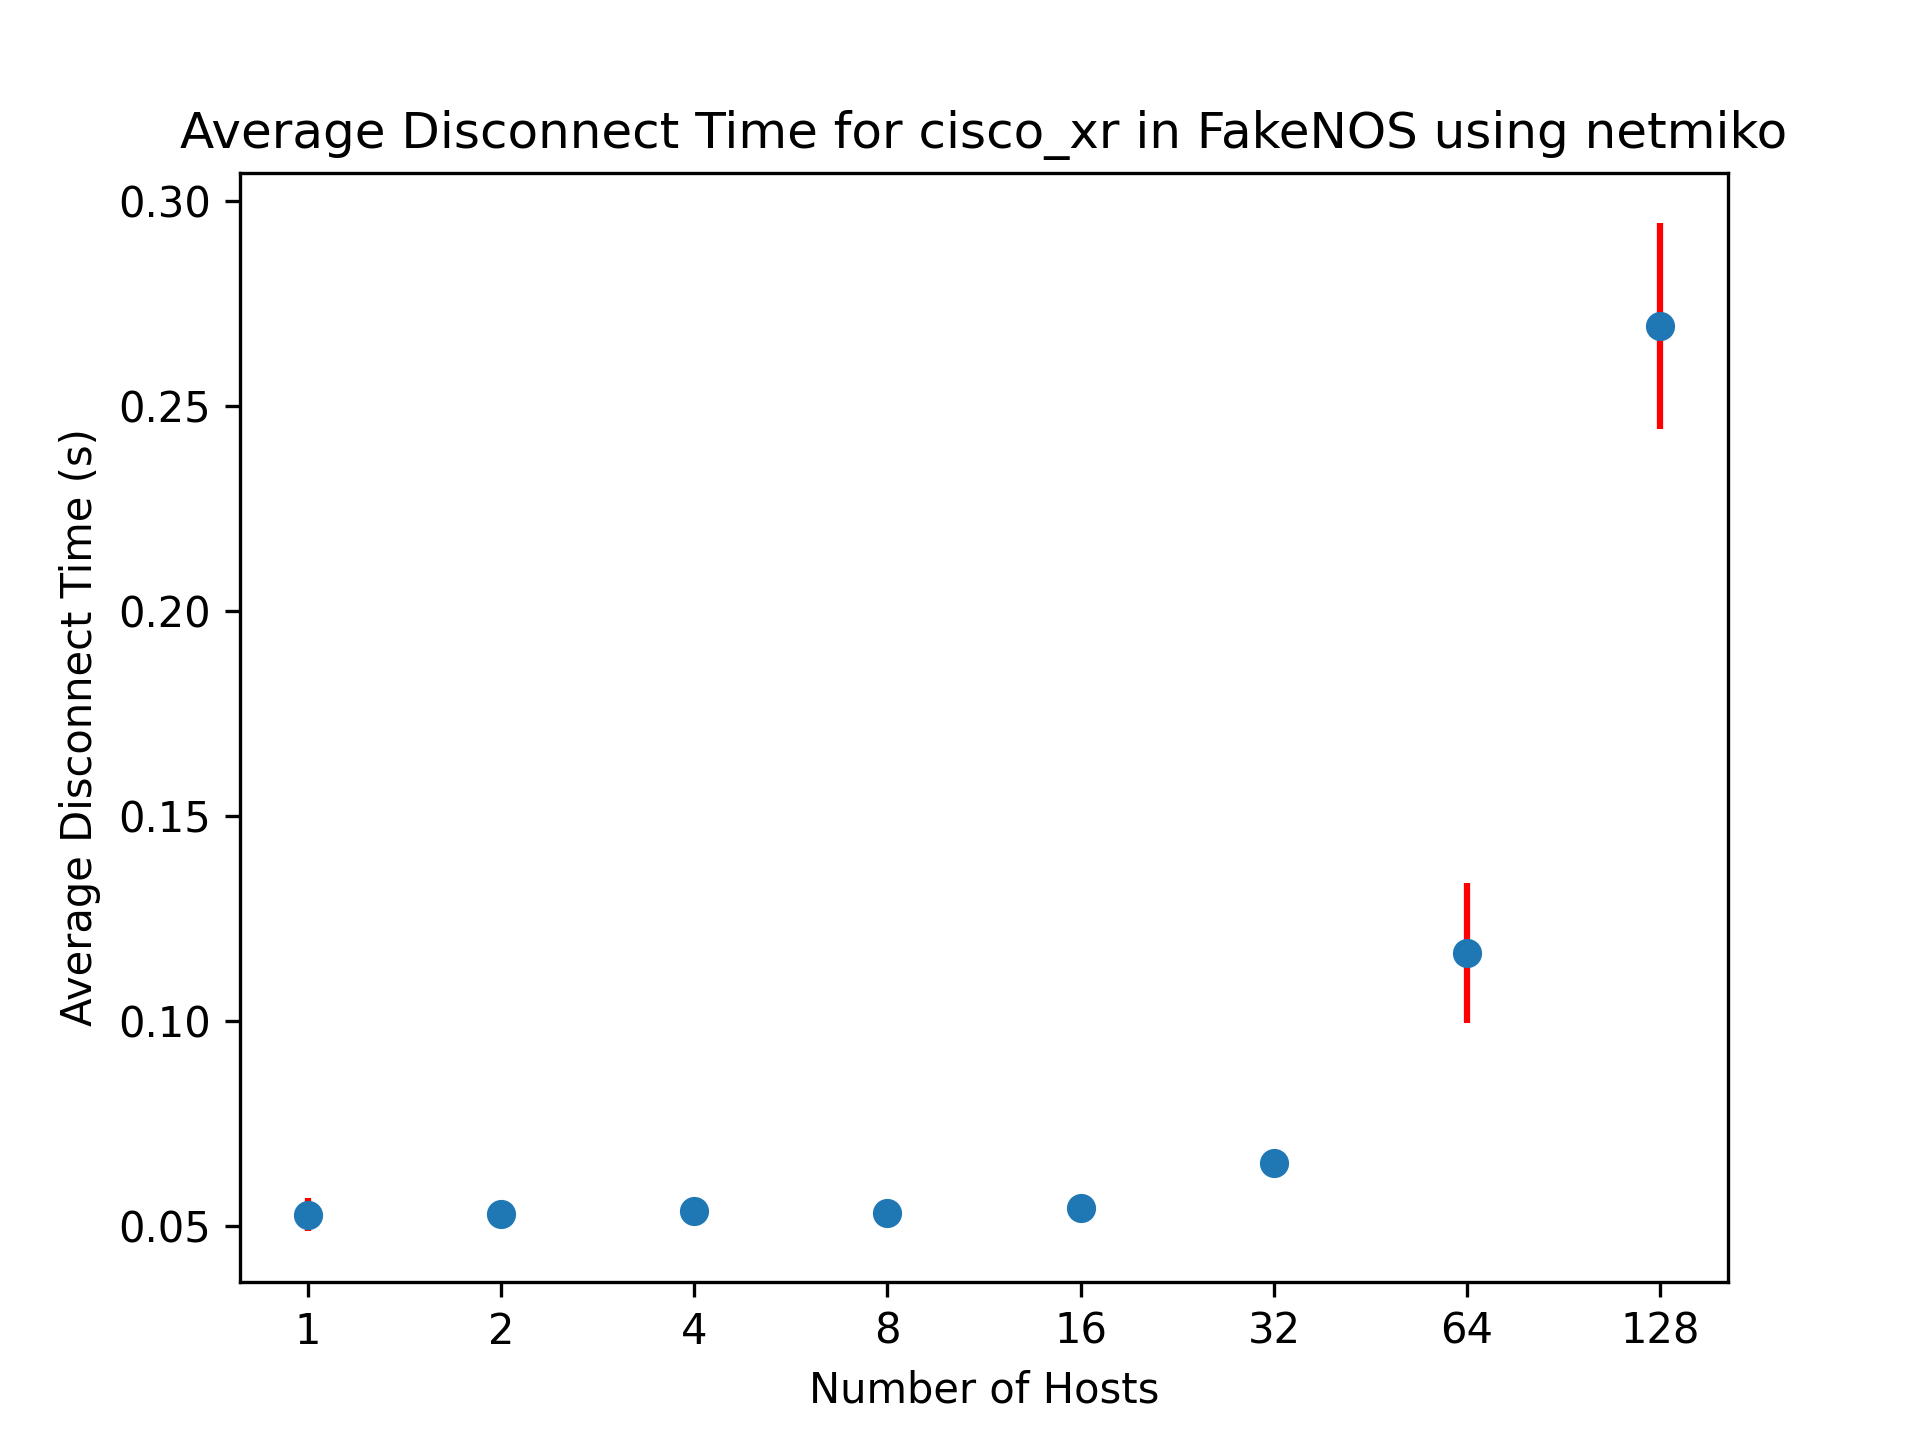 Average Disconnect Time for cisco_xr in FakeNOS using netmiko
Average Disconnect Time (s)
0.30
0.25
0.20
0.15
0.10
0.05
1 2 4 8 16 32 64 128
Number of Hosts